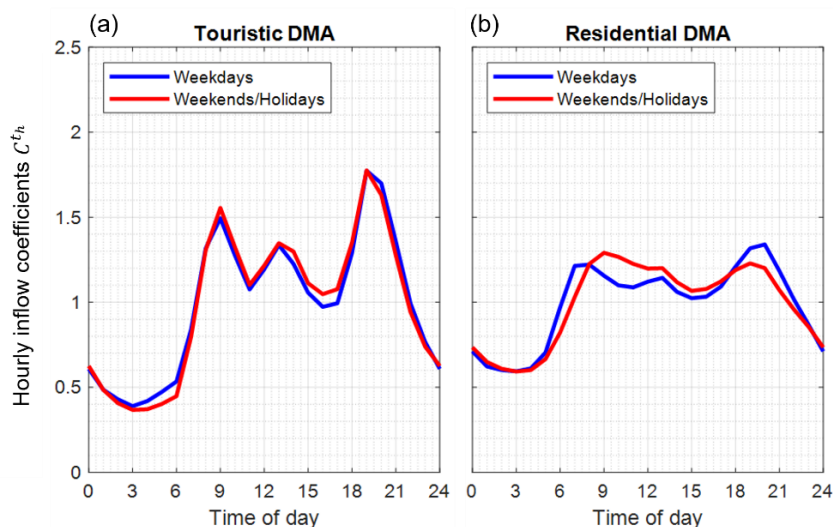 (a)
Touristic DMA
Weekdays
Weekends/Holidays
Hourly inflow coefficients C^{t_h}
2.5
2
1.5
1
0.5
0
0 3 6 9 12 15 18 21 24
Time of day
(b)
Residential DMA
Weekdays
Weekends/Holidays
0 3 6 9 12 15 18 21 24
Time of day